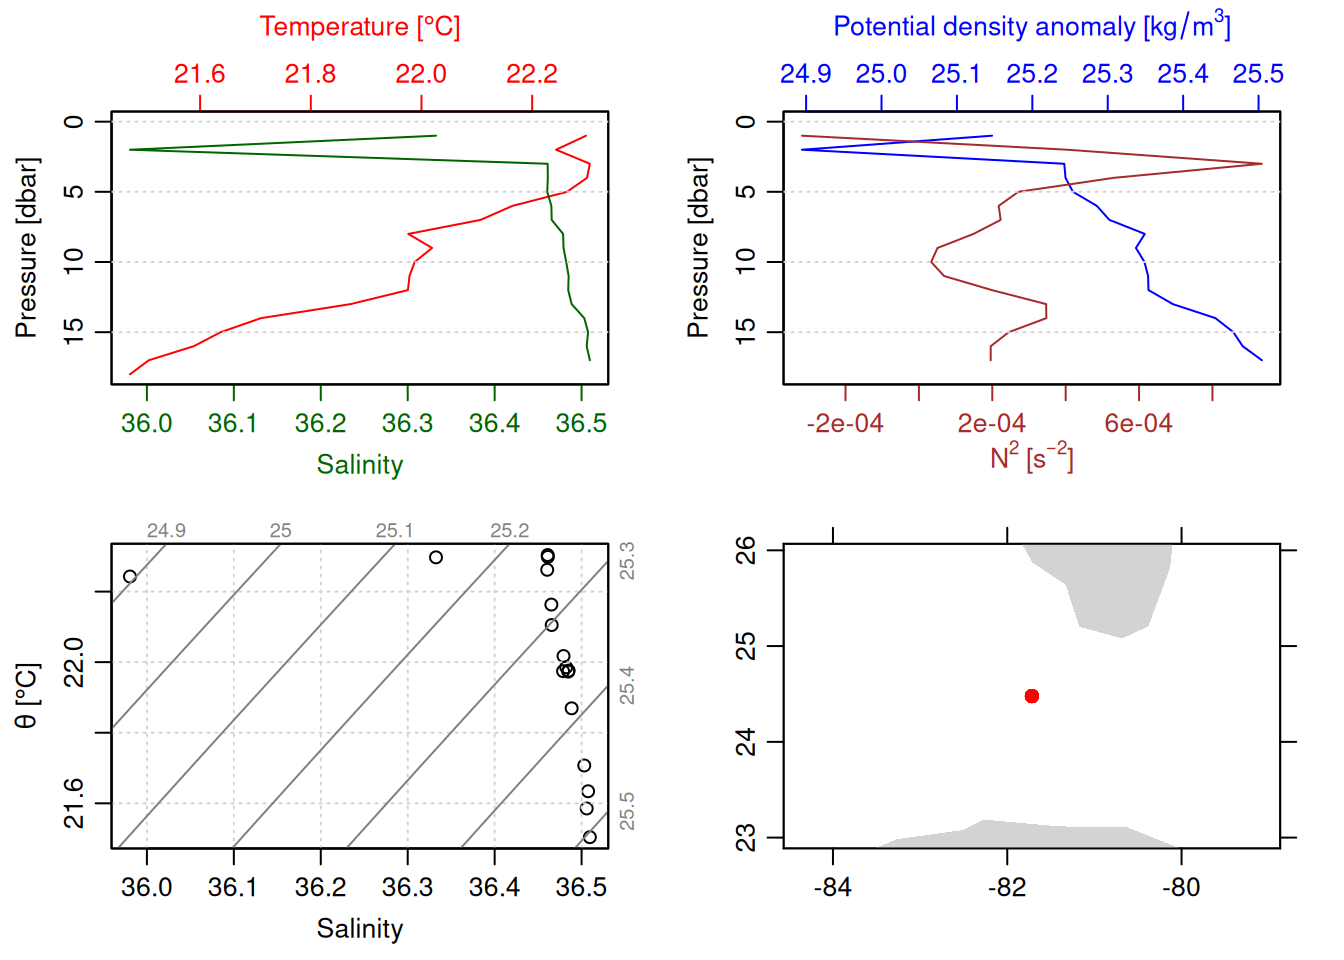 Temperature [°C]
21.6 21.8 22.0 22.2
0
5
10
15
Pressure [dbar]
36.0 36.1 36.2 36.3 36.4 36.5
Salinity
Potential density anomaly [kg/m³]
24.9 25.0 25.1 25.2 25.3 25.4 25.5
0
5
10
15
Pressure [dbar]
-2e-04 2e-04 6e-04
N² [s⁻²]
24.9 25 25.1 25.2
25.3
25.4
25.5
22.0
21.6
θ [°C]
36.0 36.1 36.2 36.3 36.4 36.5
Salinity
26
25
24
23
-84 -82 -80